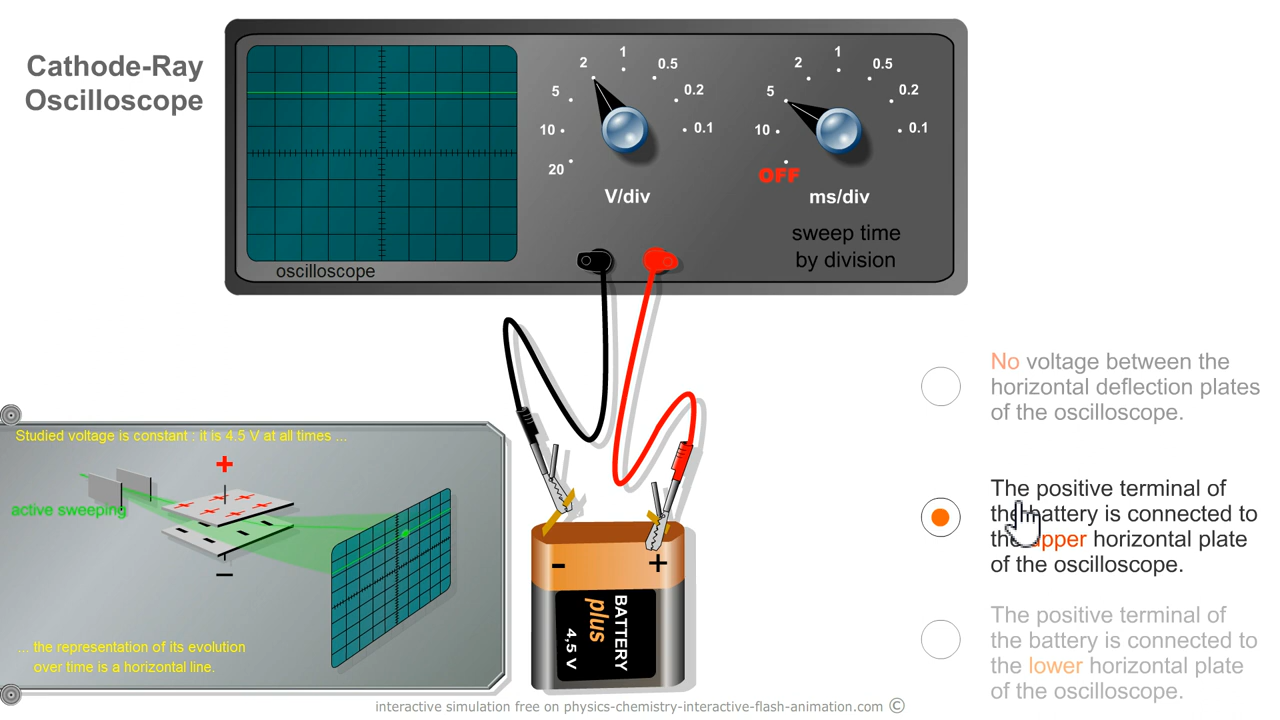 Cathode-Ray
Oscilloscope
oscilloscope
20
10
5
2
1
0.5
0.2
0.1
V/div
OFF
10
5
2
1
0.5
0.2
0.1
ms/div
sweep time
by division
No voltage between the
horizontal deflection plates
of the oscilloscope.
Studied voltage is constant : it is 4.5 V at all times ...
+
active sweeping
−
... the representation of its evolution
over time is a horizontal line.
- +
BATTERY
plus
4,5 V
The positive terminal of
the battery is connected to
the upper horizontal plate
of the oscilloscope.
The positive terminal of
the battery is connected to
the lower horizontal plate
of the oscilloscope.
interactive simulation free on physics-chemistry-interactive-flash-animation.com ©